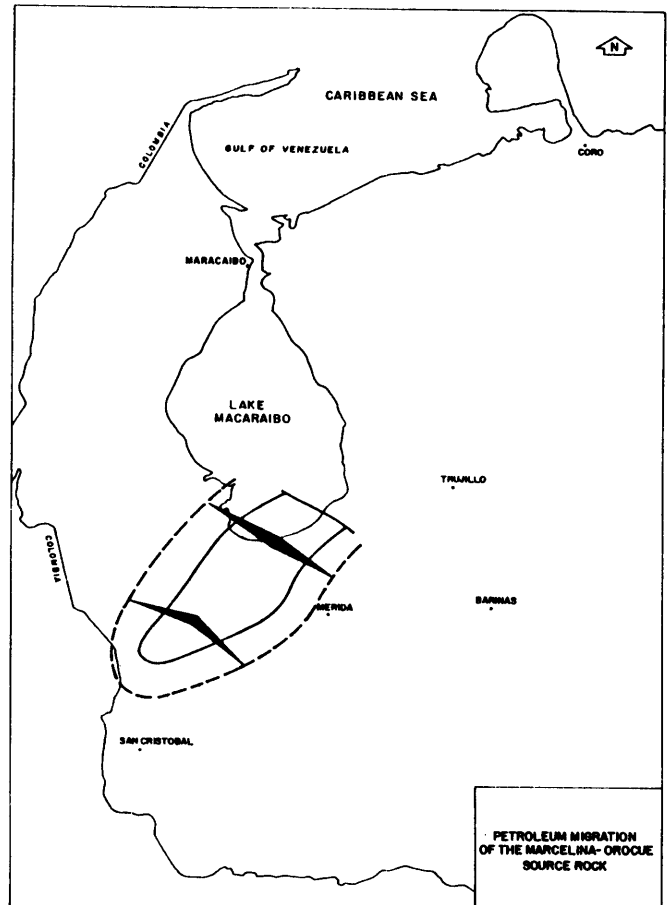 N
CARIBBEAN SEA
COLOMBIA
GULF OF VENEZUELA
CORO
MARACAIBO
LAKE
MACARAIBO
TRUJILLO
COLOMBIA
MERIDA
BARINAS
SAN CRISTOBAL
PETROLEUM MIGRATION
OF THE MARCELINA-OROCUE
SOURCE ROCK